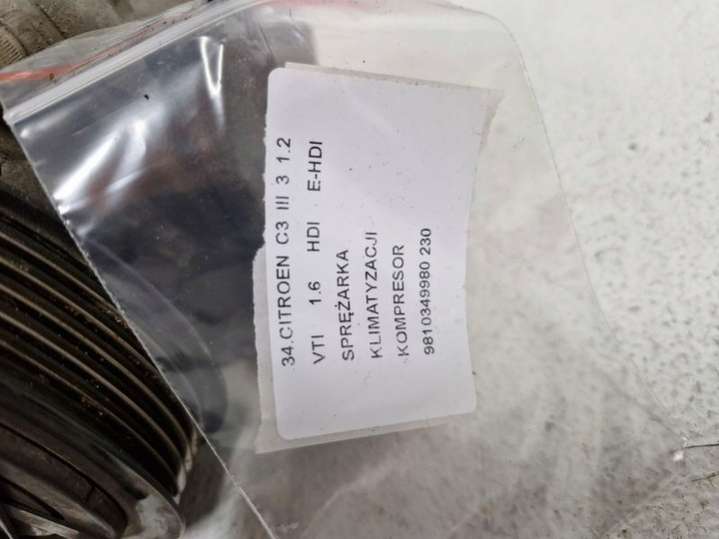 34.CITROEN C3 III 3 1.2
VTI 1.6 HDI E-HDI
SPRĘŻARKA
KLIMATYZACJI
KOMPRESOR
9810349980 230